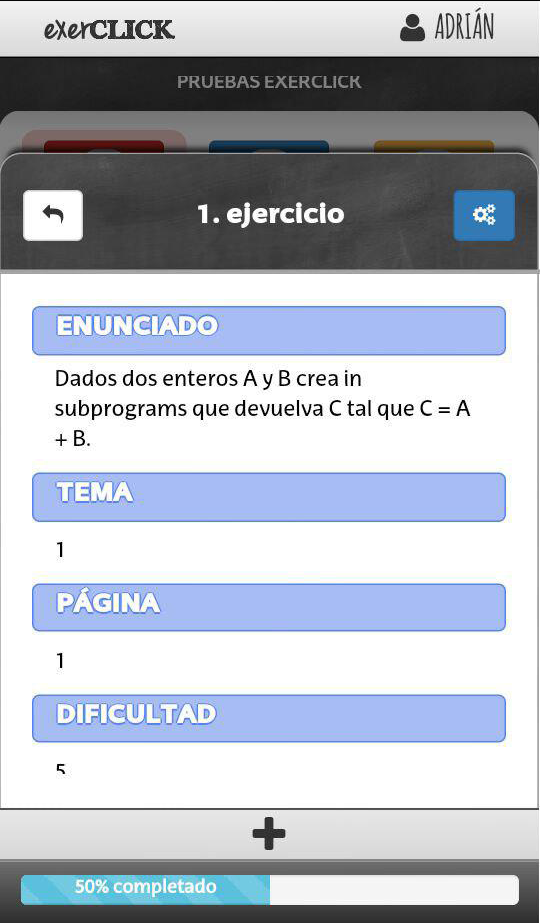 exerCLICK
ADRIÁN
PRUEBAS EXERCLICK
1. ejercicio
ENUNCIADO
Dados dos enteros A y B crea in
subprograms que devuelva C tal que C = A
+ B.
TEMA
1
PÁGINA
1
DIFICULTAD
5
50% completado